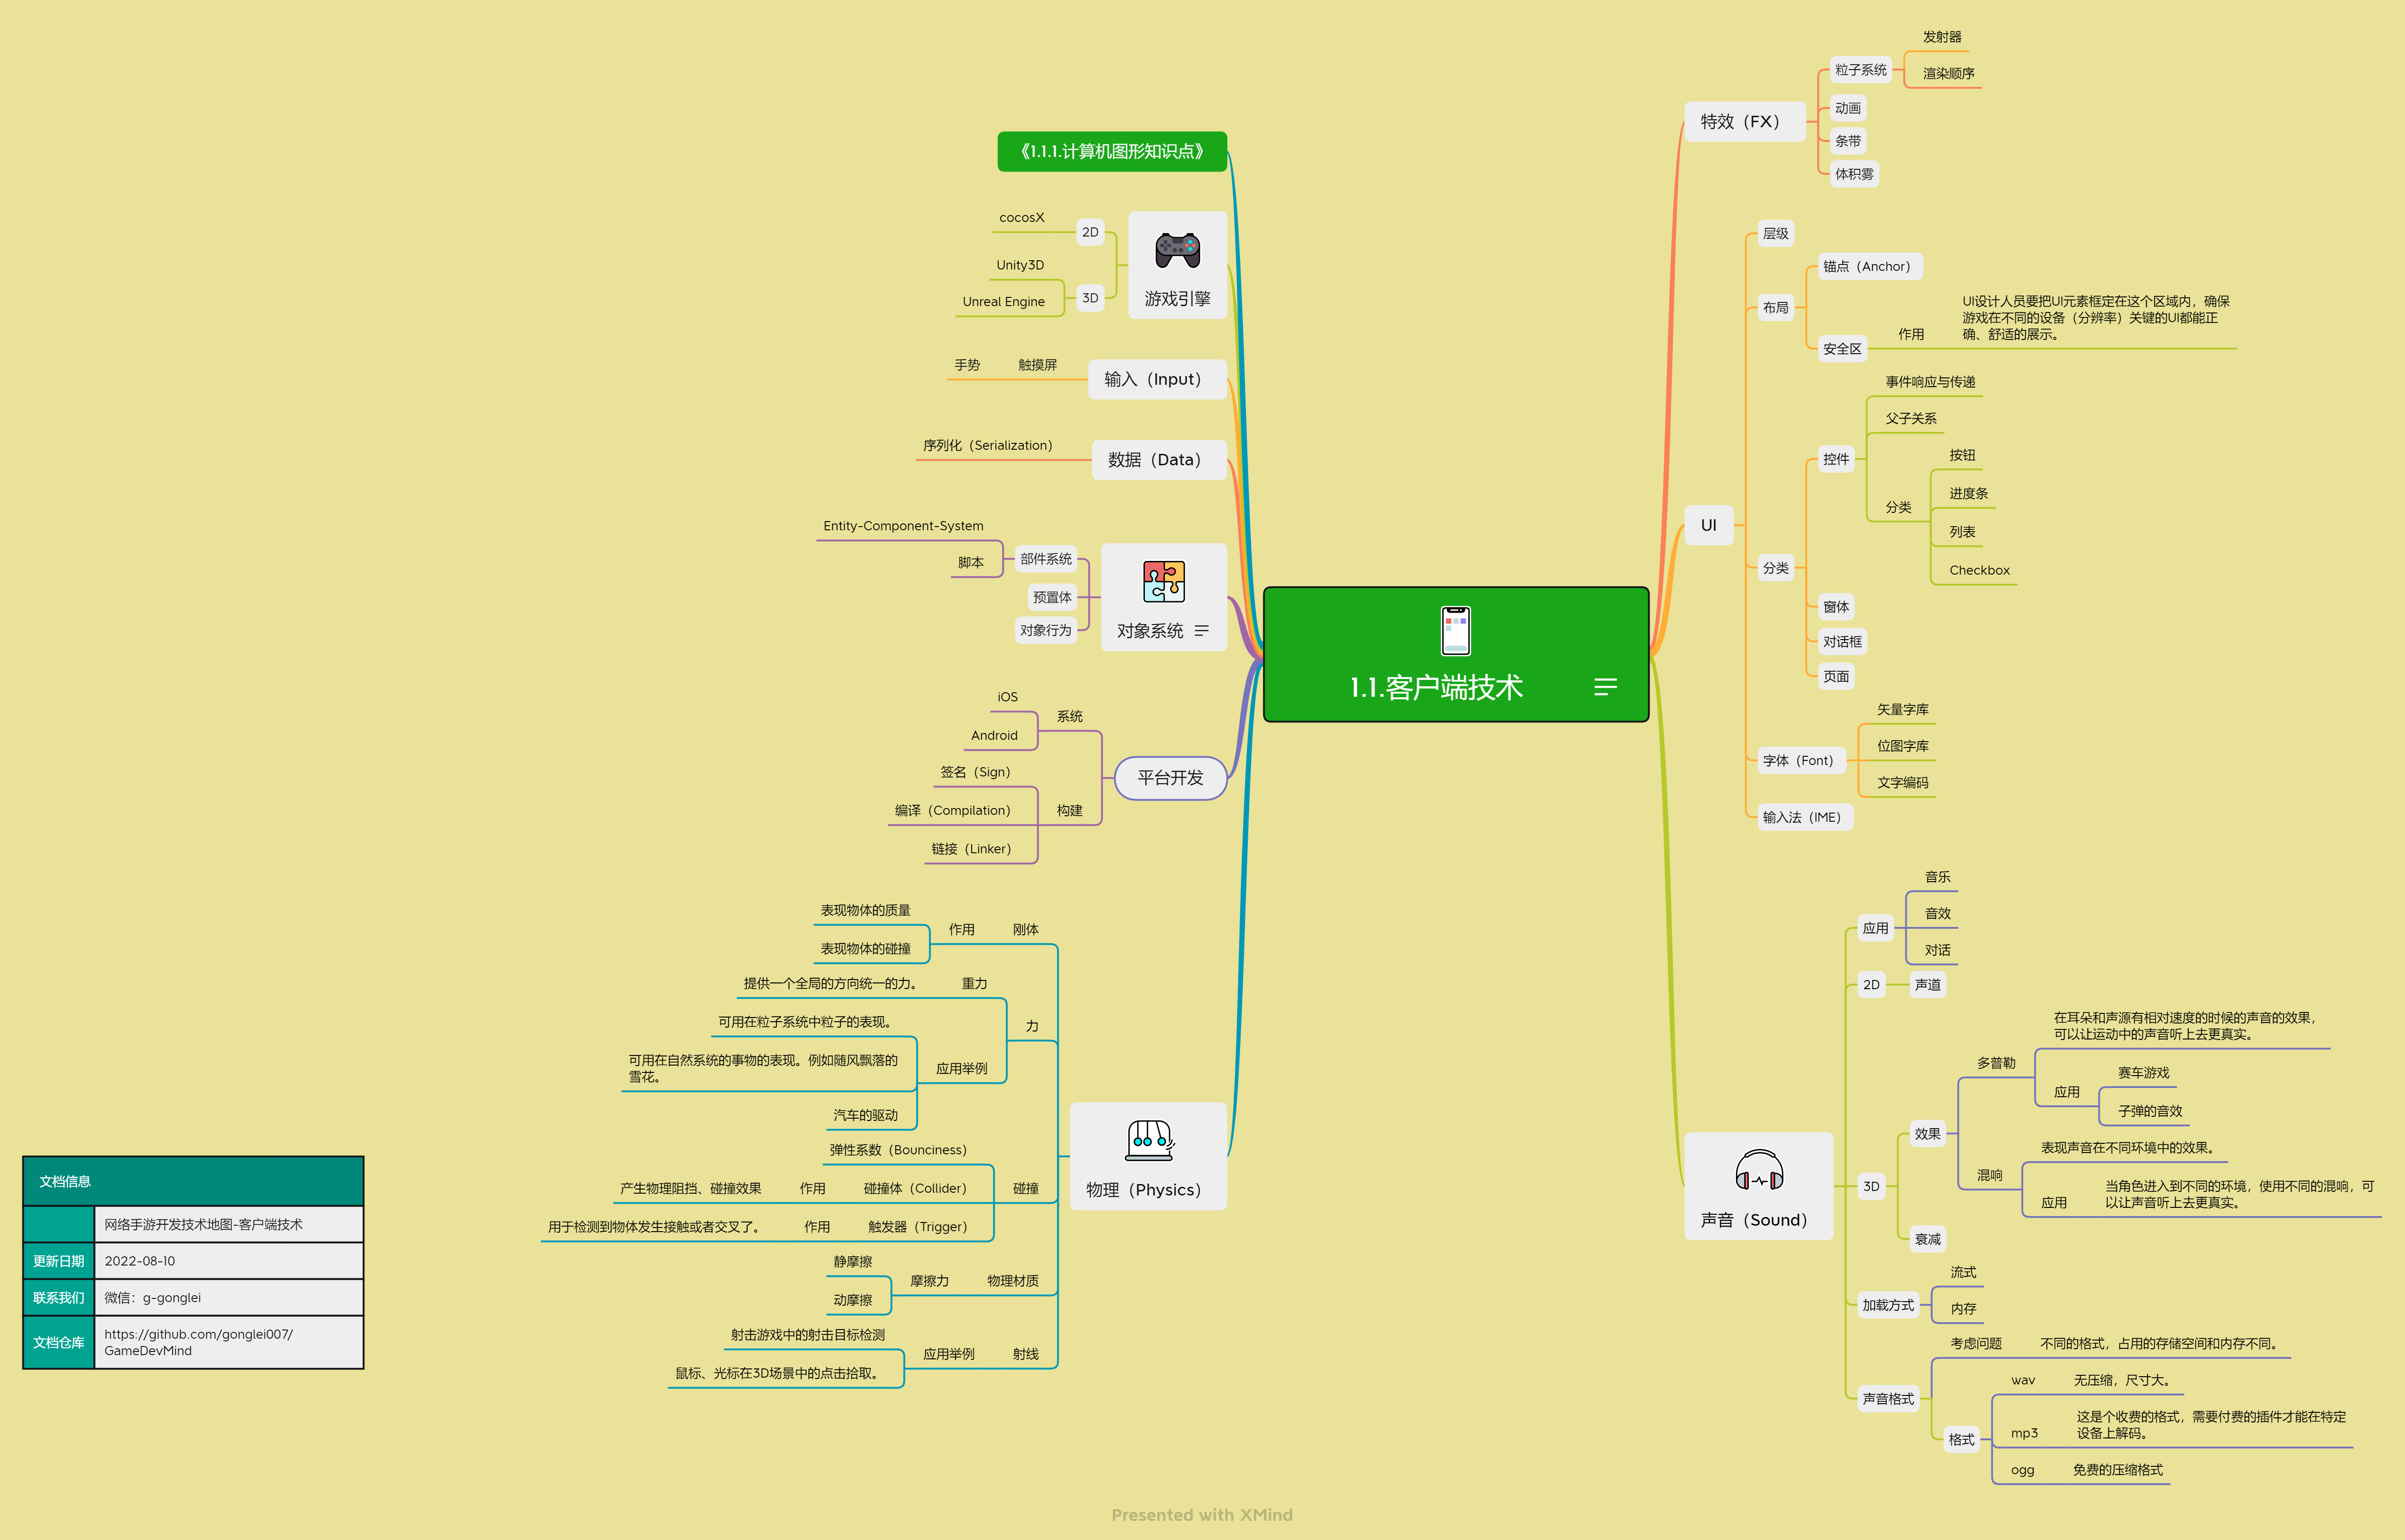 《1.1.1.计算机图形知识点》
游戏引擎
2D
cocosX
3D
Unity3D
Unreal Engine
输入（Input）
触摸屏
手势
数据（Data）
序列化（Serialization）
对象系统
部件系统
Entity-Component-System
脚本
预置体
对象行为
平台开发
系统
iOS
Android
构建
签名（Sign）
编译（Compilation）
链接（Linker）
物理（Physics）
刚体
作用
表现物体的质量
表现物体的碰撞
力
重力
提供一个全局的方向统一的力。
应用举例
可用在粒子系统中粒子的表现。
可用在自然系统的事物的表现。例如随风飘落的
雪花。
汽车的驱动
碰撞
弹性系数（Bounciness）
碰撞体（Collider）
作用
产生物理阻挡、碰撞效果
触发器（Trigger）
作用
用于检测到物体发生接触或者交叉了。
物理材质
摩擦力
静摩擦
动摩擦
射线
应用举例
射击游戏中的射击目标检测
鼠标、光标在3D场景中的点击拾取。
1.1.客户端技术
特效（FX）
粒子系统
发射器
渲染顺序
动画
条带
体积雾
UI
层级
布局
锚点（Anchor）
安全区
作用
UI设计人员要把UI元素框定在这个区域内，确保
游戏在不同的设备（分辨率）关键的UI都能正
确、舒适的展示。
分类
控件
事件响应与传递
父子关系
分类
按钮
进度条
列表
Checkbox
窗体
对话框
页面
字体（Font）
矢量字库
位图字库
文字编码
输入法（IME）
声音（Sound）
应用
音乐
音效
对话
2D
声道
3D
效果
多普勒
在耳朵和声源有相对速度的时候的声音的效果，
可以让运动中的声音听上去更真实。
应用
赛车游戏
子弹的音效
混响
表现声音在不同环境中的效果。
应用
当角色进入到不同的环境，使用不同的混响，可
以让声音听上去更真实。
衰减
加载方式
流式
内存
声音格式
考虑问题
不同的格式，占用的存储空间和内存不同。
格式
wav
无压缩，尺寸大。
mp3
这是个收费的格式，需要付费的插件才能在特定
设备上解码。
ogg
免费的压缩格式
文档信息
网络手游开发技术地图-客户端技术
更新日期
2022-08-10
联系我们
微信：g-gonglei
文档仓库
https://github.com/gonglei007/
GameDevMind
Presented with XMind